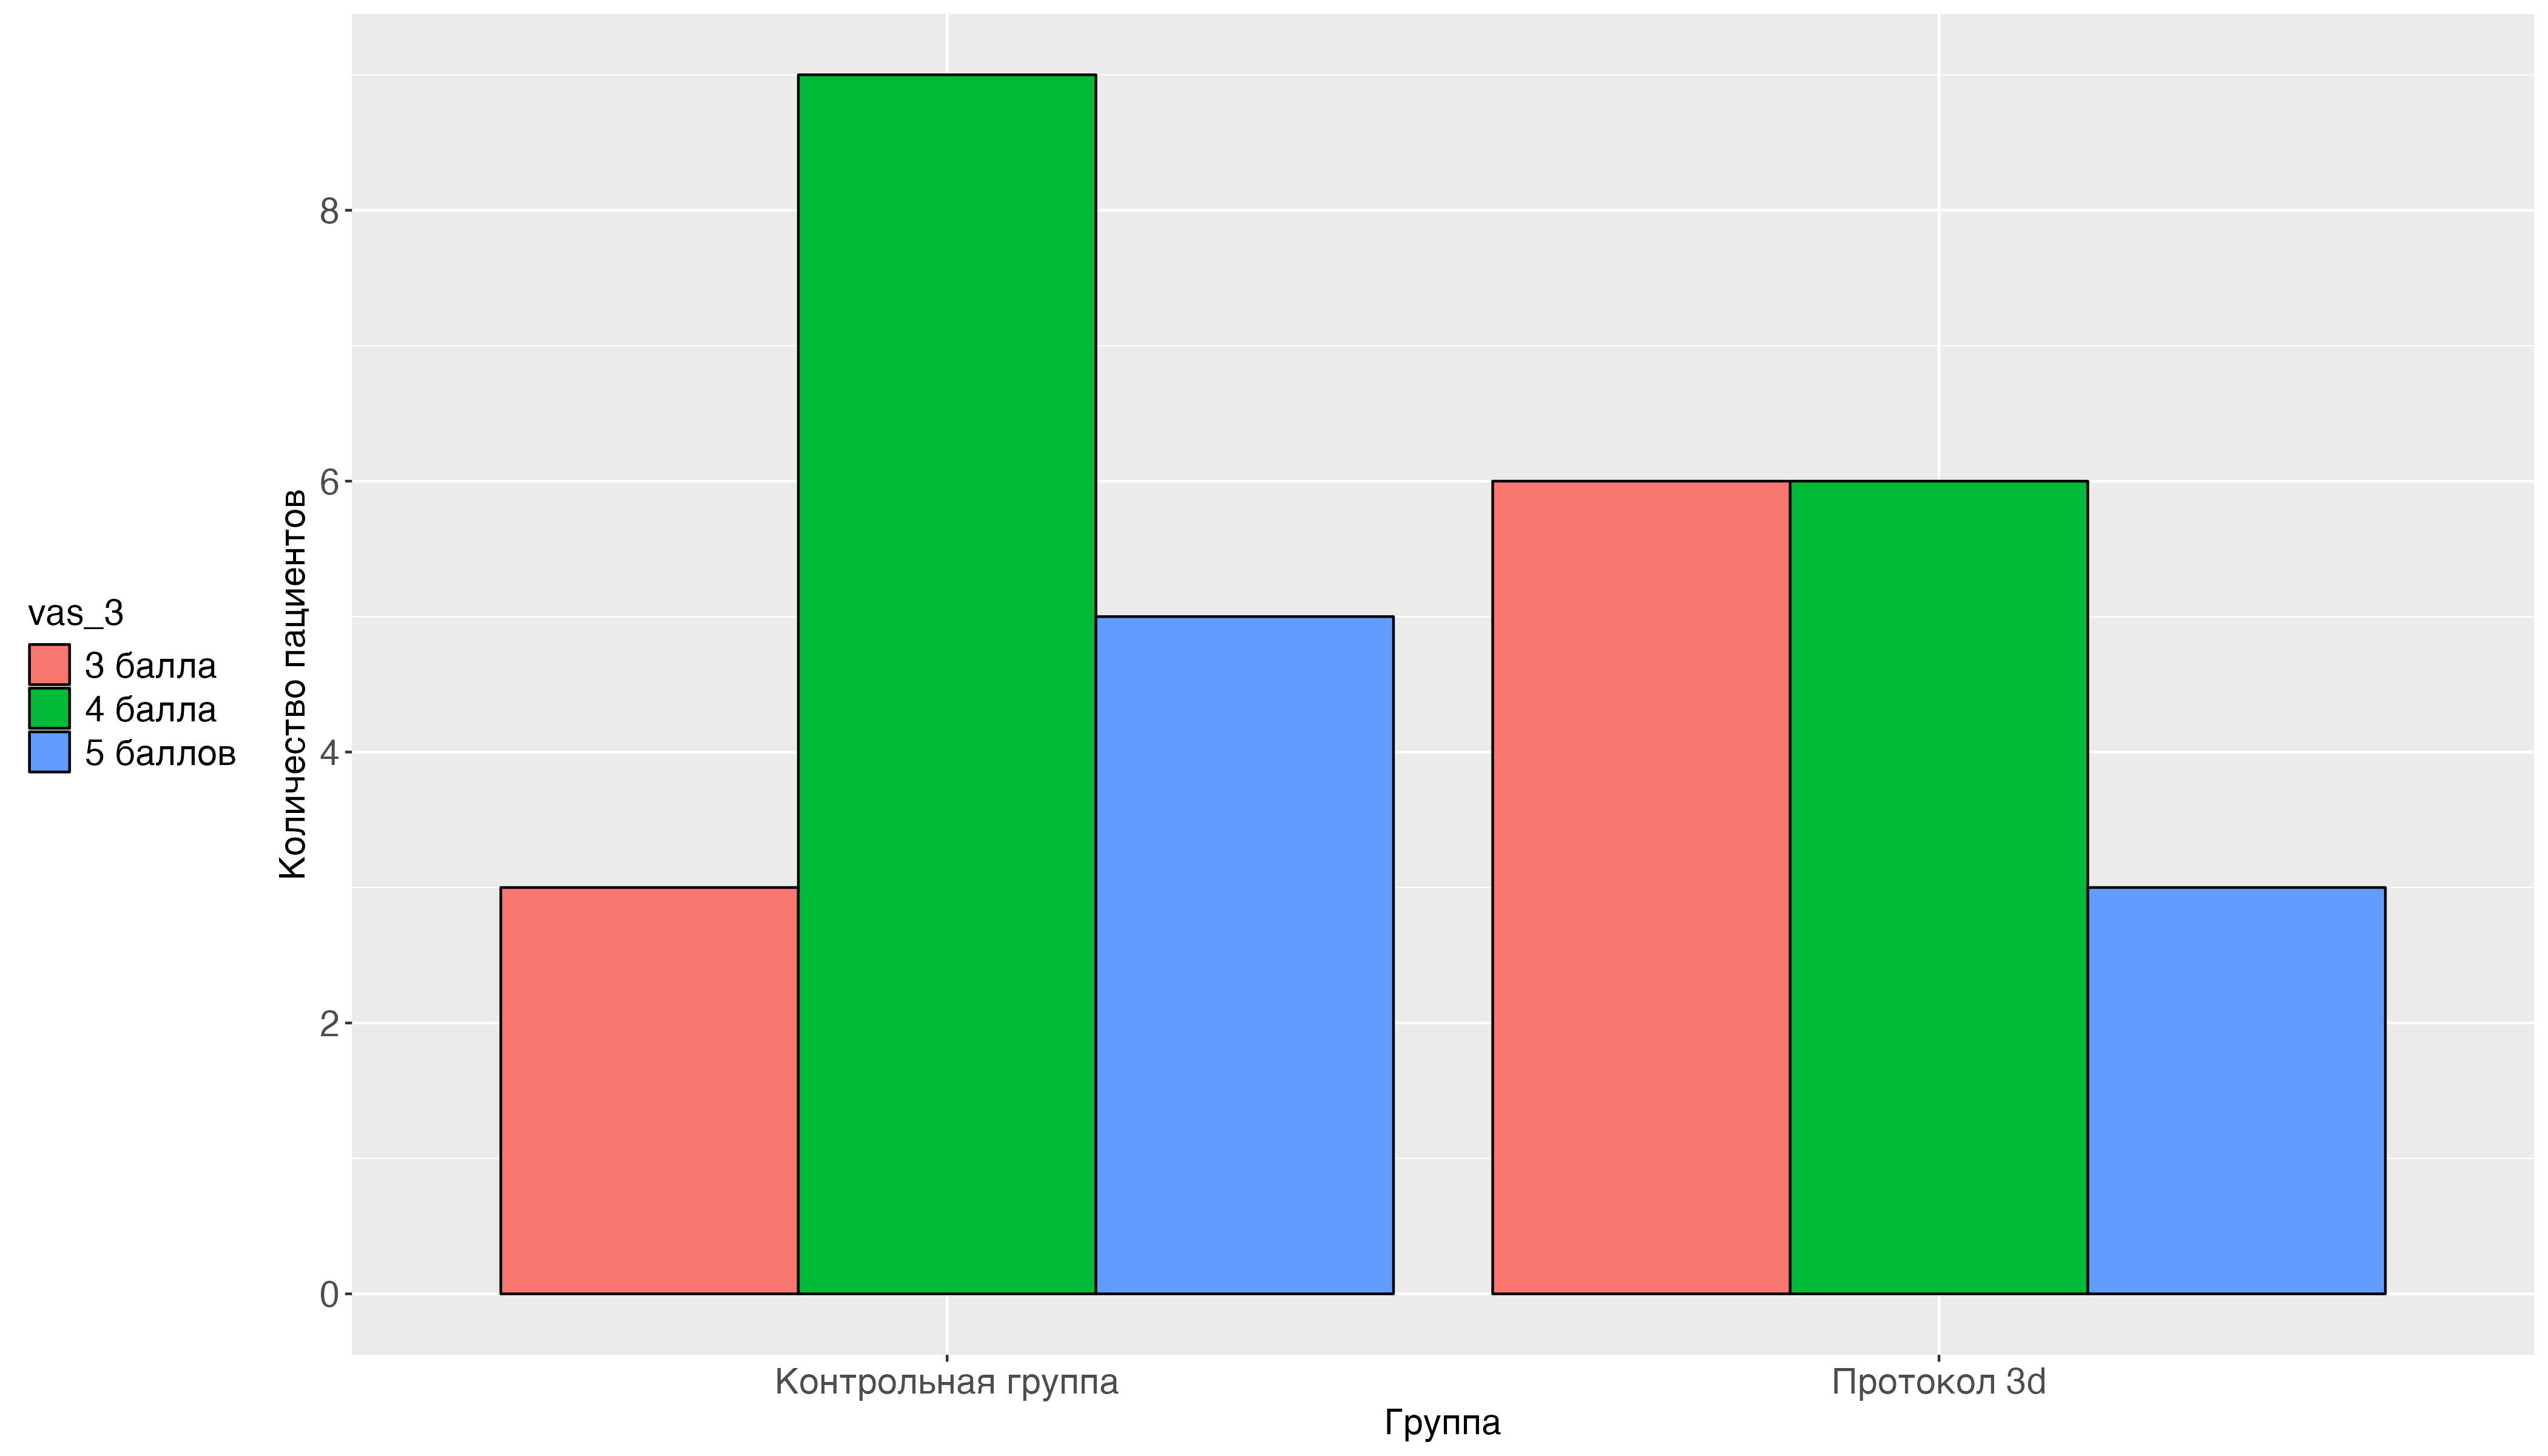 vas_3
3 балла
4 балла
5 баллов
Количество пациентов
8
6
4
2
0
Контрольная группа
Протокол 3d
Группа